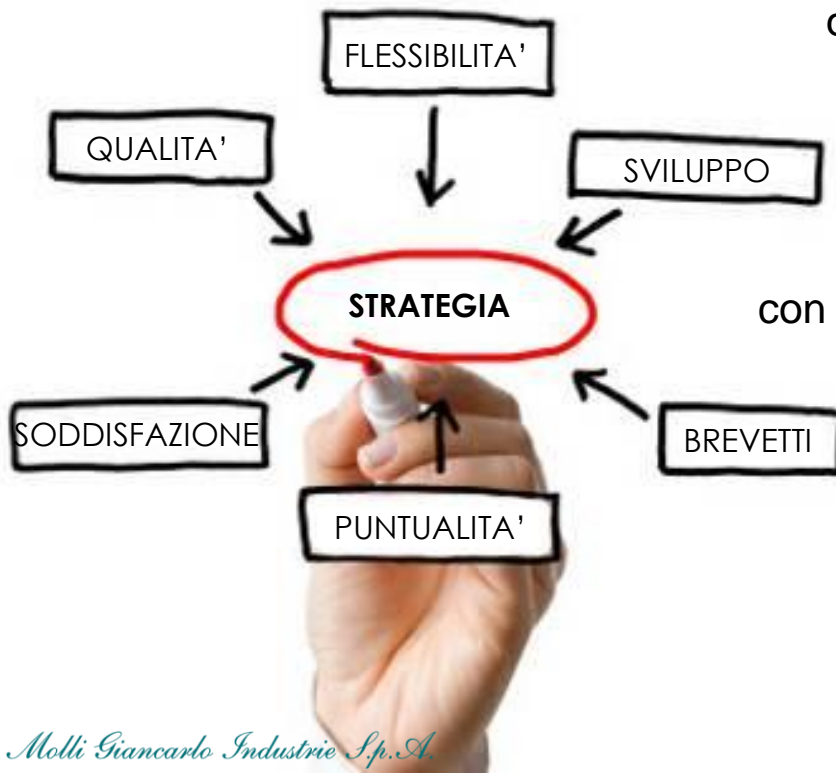 FLESSIBILITA’
QUALITA’
SVILUPPO
STRATEGIA
con
SODDISFAZIONE
BREVETTI
PUNTUALITA’
Molli Giancarlo Industrie S.p.A.